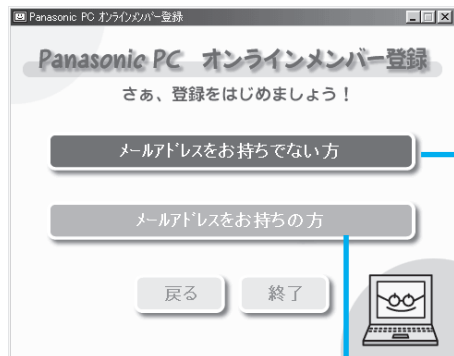 Panasonic PC オンラインメンバー登録
Panasonic PC オンラインメンバー登録
さぁ、登録をはじめましょう！
メールアドレスをお持ちでない方
メールアドレスをお持ちの方
戻る 終了